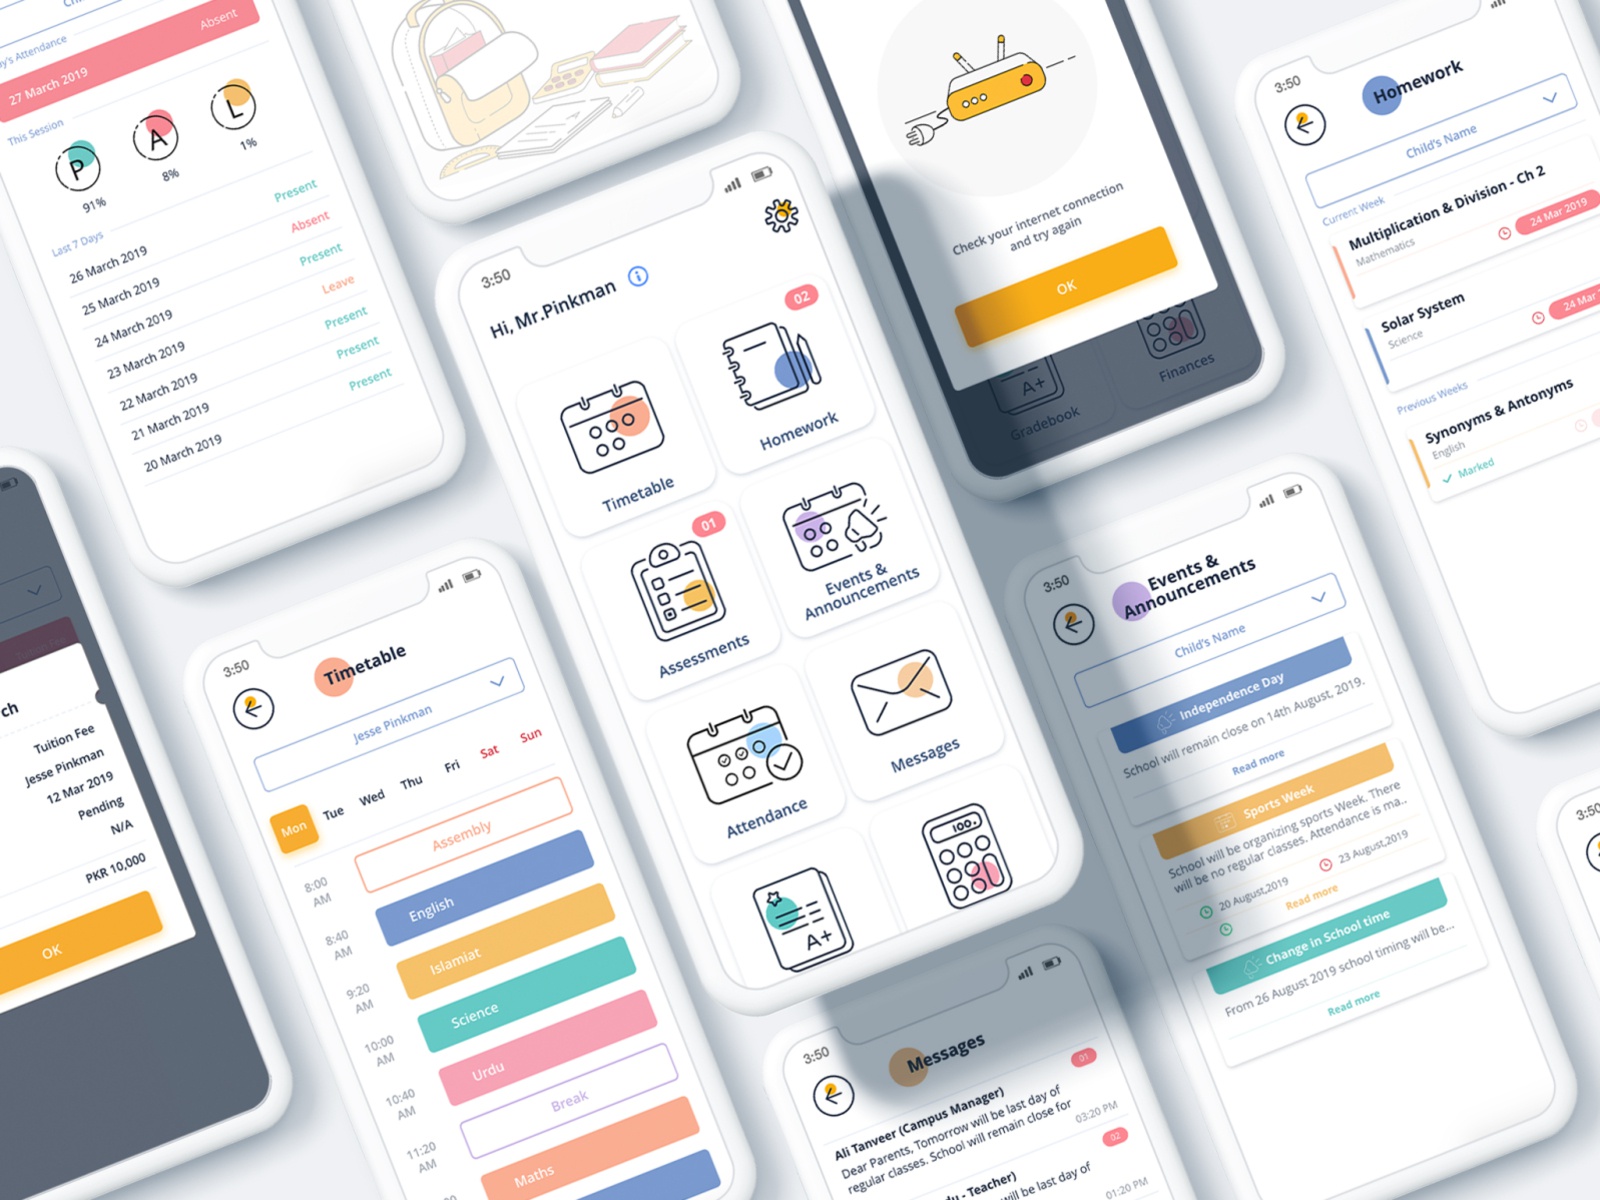 Absent
27 March 2019
This Session
P
A
L
91%
8%
1%
Last 7 Days
26 March 2019
Present
25 March 2019
Absent
24 March 2019
Present
23 March 2019
Leave
22 March 2019
Present
21 March 2019
Present
20 March 2019
Present
ch
Tuition Fee
Jesse Pinkman
12 Mar 2019
Pending
N/A
PKR 10,000
OK
3:50
Timetable
Jesse Pinkman
Mon
Tue
Wed
Thu
Fri
Sat
Sun
Assembly
8:00
AM
English
8:40
AM
Islamiat
9:20
AM
Science
10:00
AM
Urdu
10:40
AM
Break
11:20
AM
Maths
3:50
Hi, Mr.Pinkman
Timetable
02
Homework
01
Assessments
Events &
Announcements
Attendance
Messages
A+
100.
Check your internet connection
and try again
OK
A+
Gradebook
Finances
3:50
Messages
01
Ali Tanveer (Campus Manager)
Dear Parents, Tomorrow will be last day of
regular classes. School will remain close for
03:20 PM
02
- Teacher)
will be last day of
01:20 PM
3:50
Homework
Child's Name
Current Week
Multiplication & Division - Ch 2
Mathematics
24 Mar 2019
Solar System
Science
24 Mar
Previous Weeks
Synonyms & Antonyms
English
Marked
3:50
Events &
Announcements
Child's Name
Independence Day
School will remain close on 14th August, 2019.
Read more
Sports Week
School will be organizing sports Week. There
will be no regular classes. Attendance is ma..
20 August,2019
23 August,2019
Read more
Change in School time
From 26 August 2019 school timing will be...
Read more
3:50